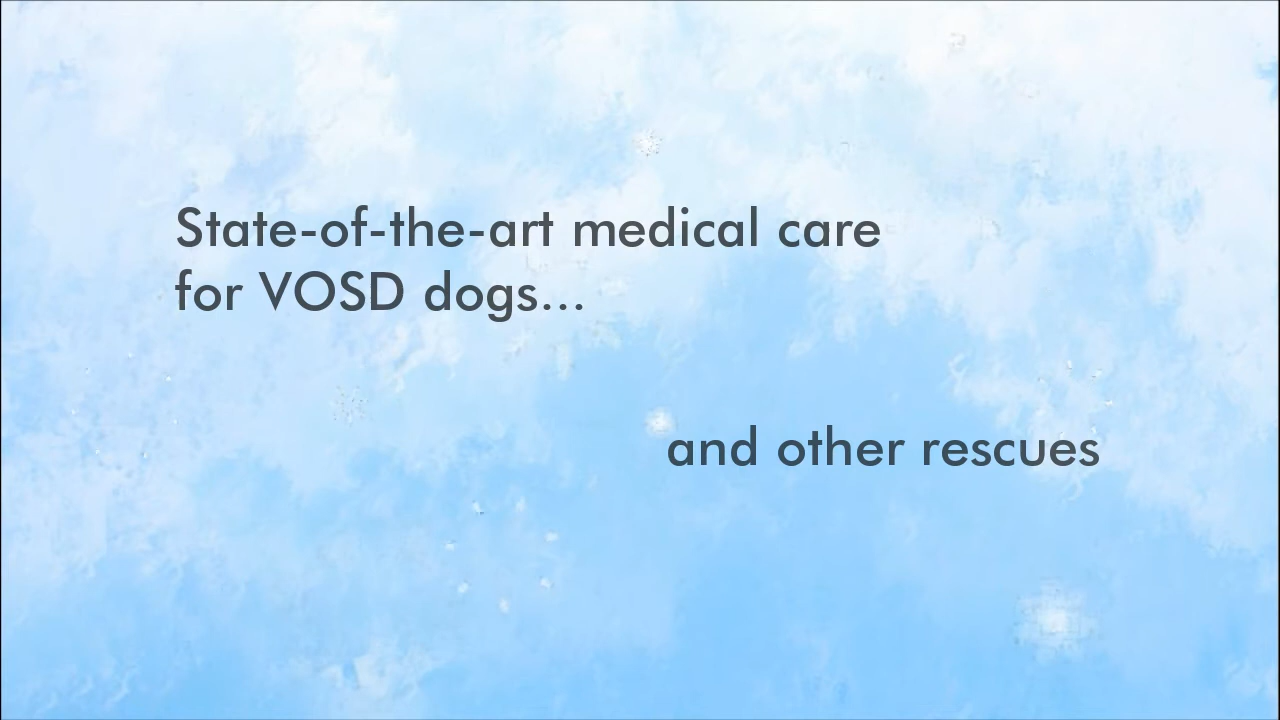 State-of-the-art medical care
for VOSD dogs...
and other rescues